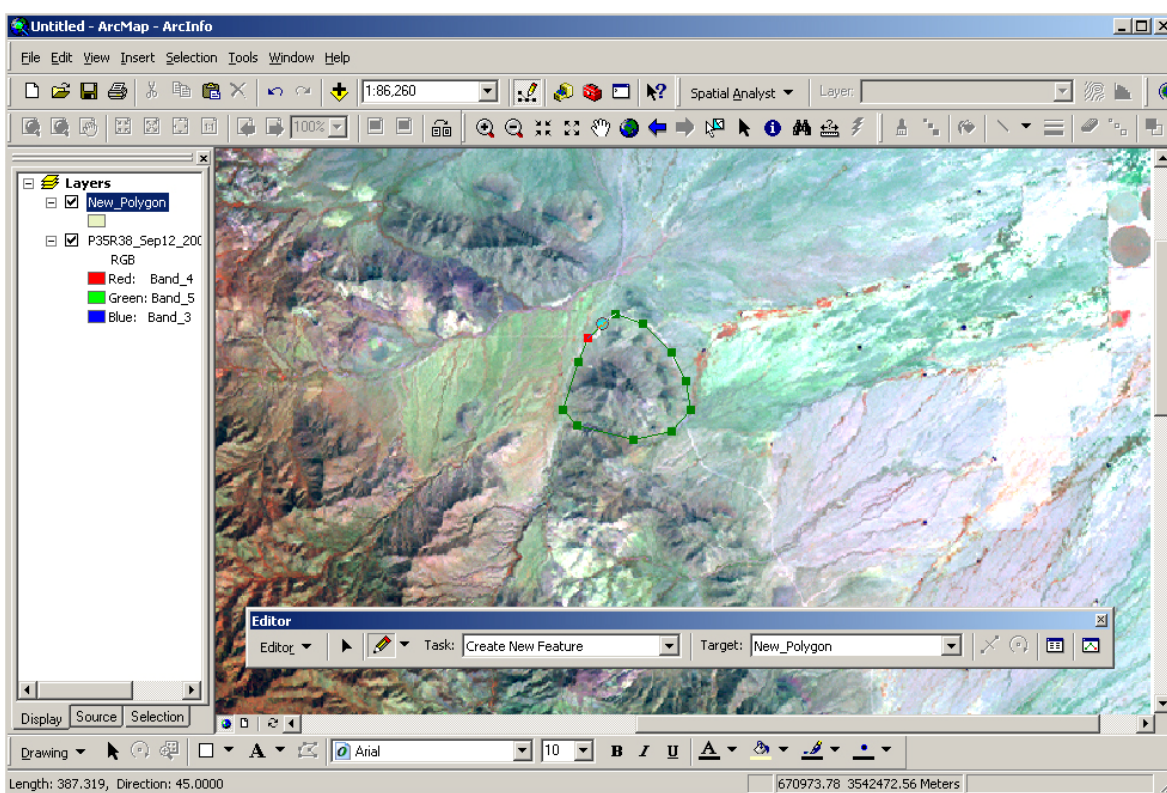 Untitled - ArcMap - ArcInfo
File Edit View Insert Selection Tools Window Help
1:86,260 Spatial Analyst Layer:
100%
Layers
New_Polygon
P35R38_Sep12_200
RGB
Red: Band_4
Green: Band_5
Blue: Band_3
Editor
Editor Task: Create New Feature Target: New_Polygon
Display Source Selection
Drawing A Arial 10 B I U A
Length: 387.319, Direction: 45.0000 670973.78 3542472.56 Meters